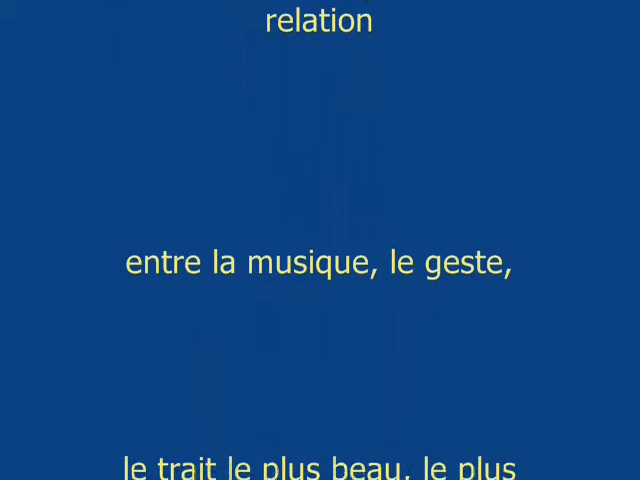 relation
entre la musique, le geste,
le trait le plus beau, le plus